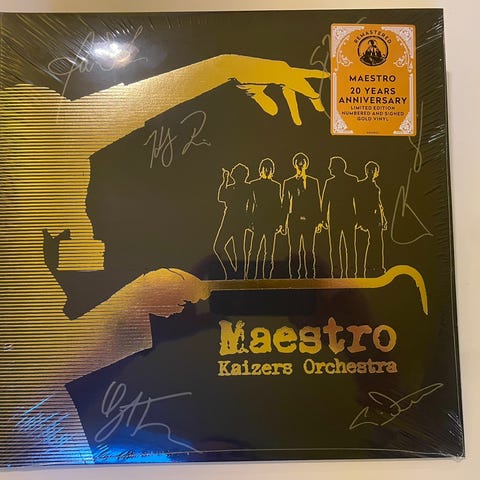 REMASTERED
MAESTRO
20 YEARS
ANNIVERSARY
LIMITED EDITION
NUMBERED AND SIGNED
GOLD VINYL
Maestro
Kaizers Orchestra